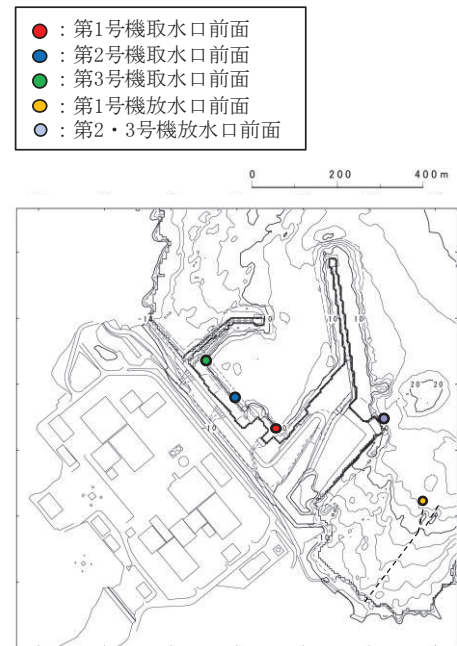 ● : 第1号機取水口前面
● : 第2号機取水口前面
● : 第3号機取水口前面
● : 第1号機放水口前面
● : 第2・3号機放水口前面
0 200 400m
10
10 10
-10
20 20